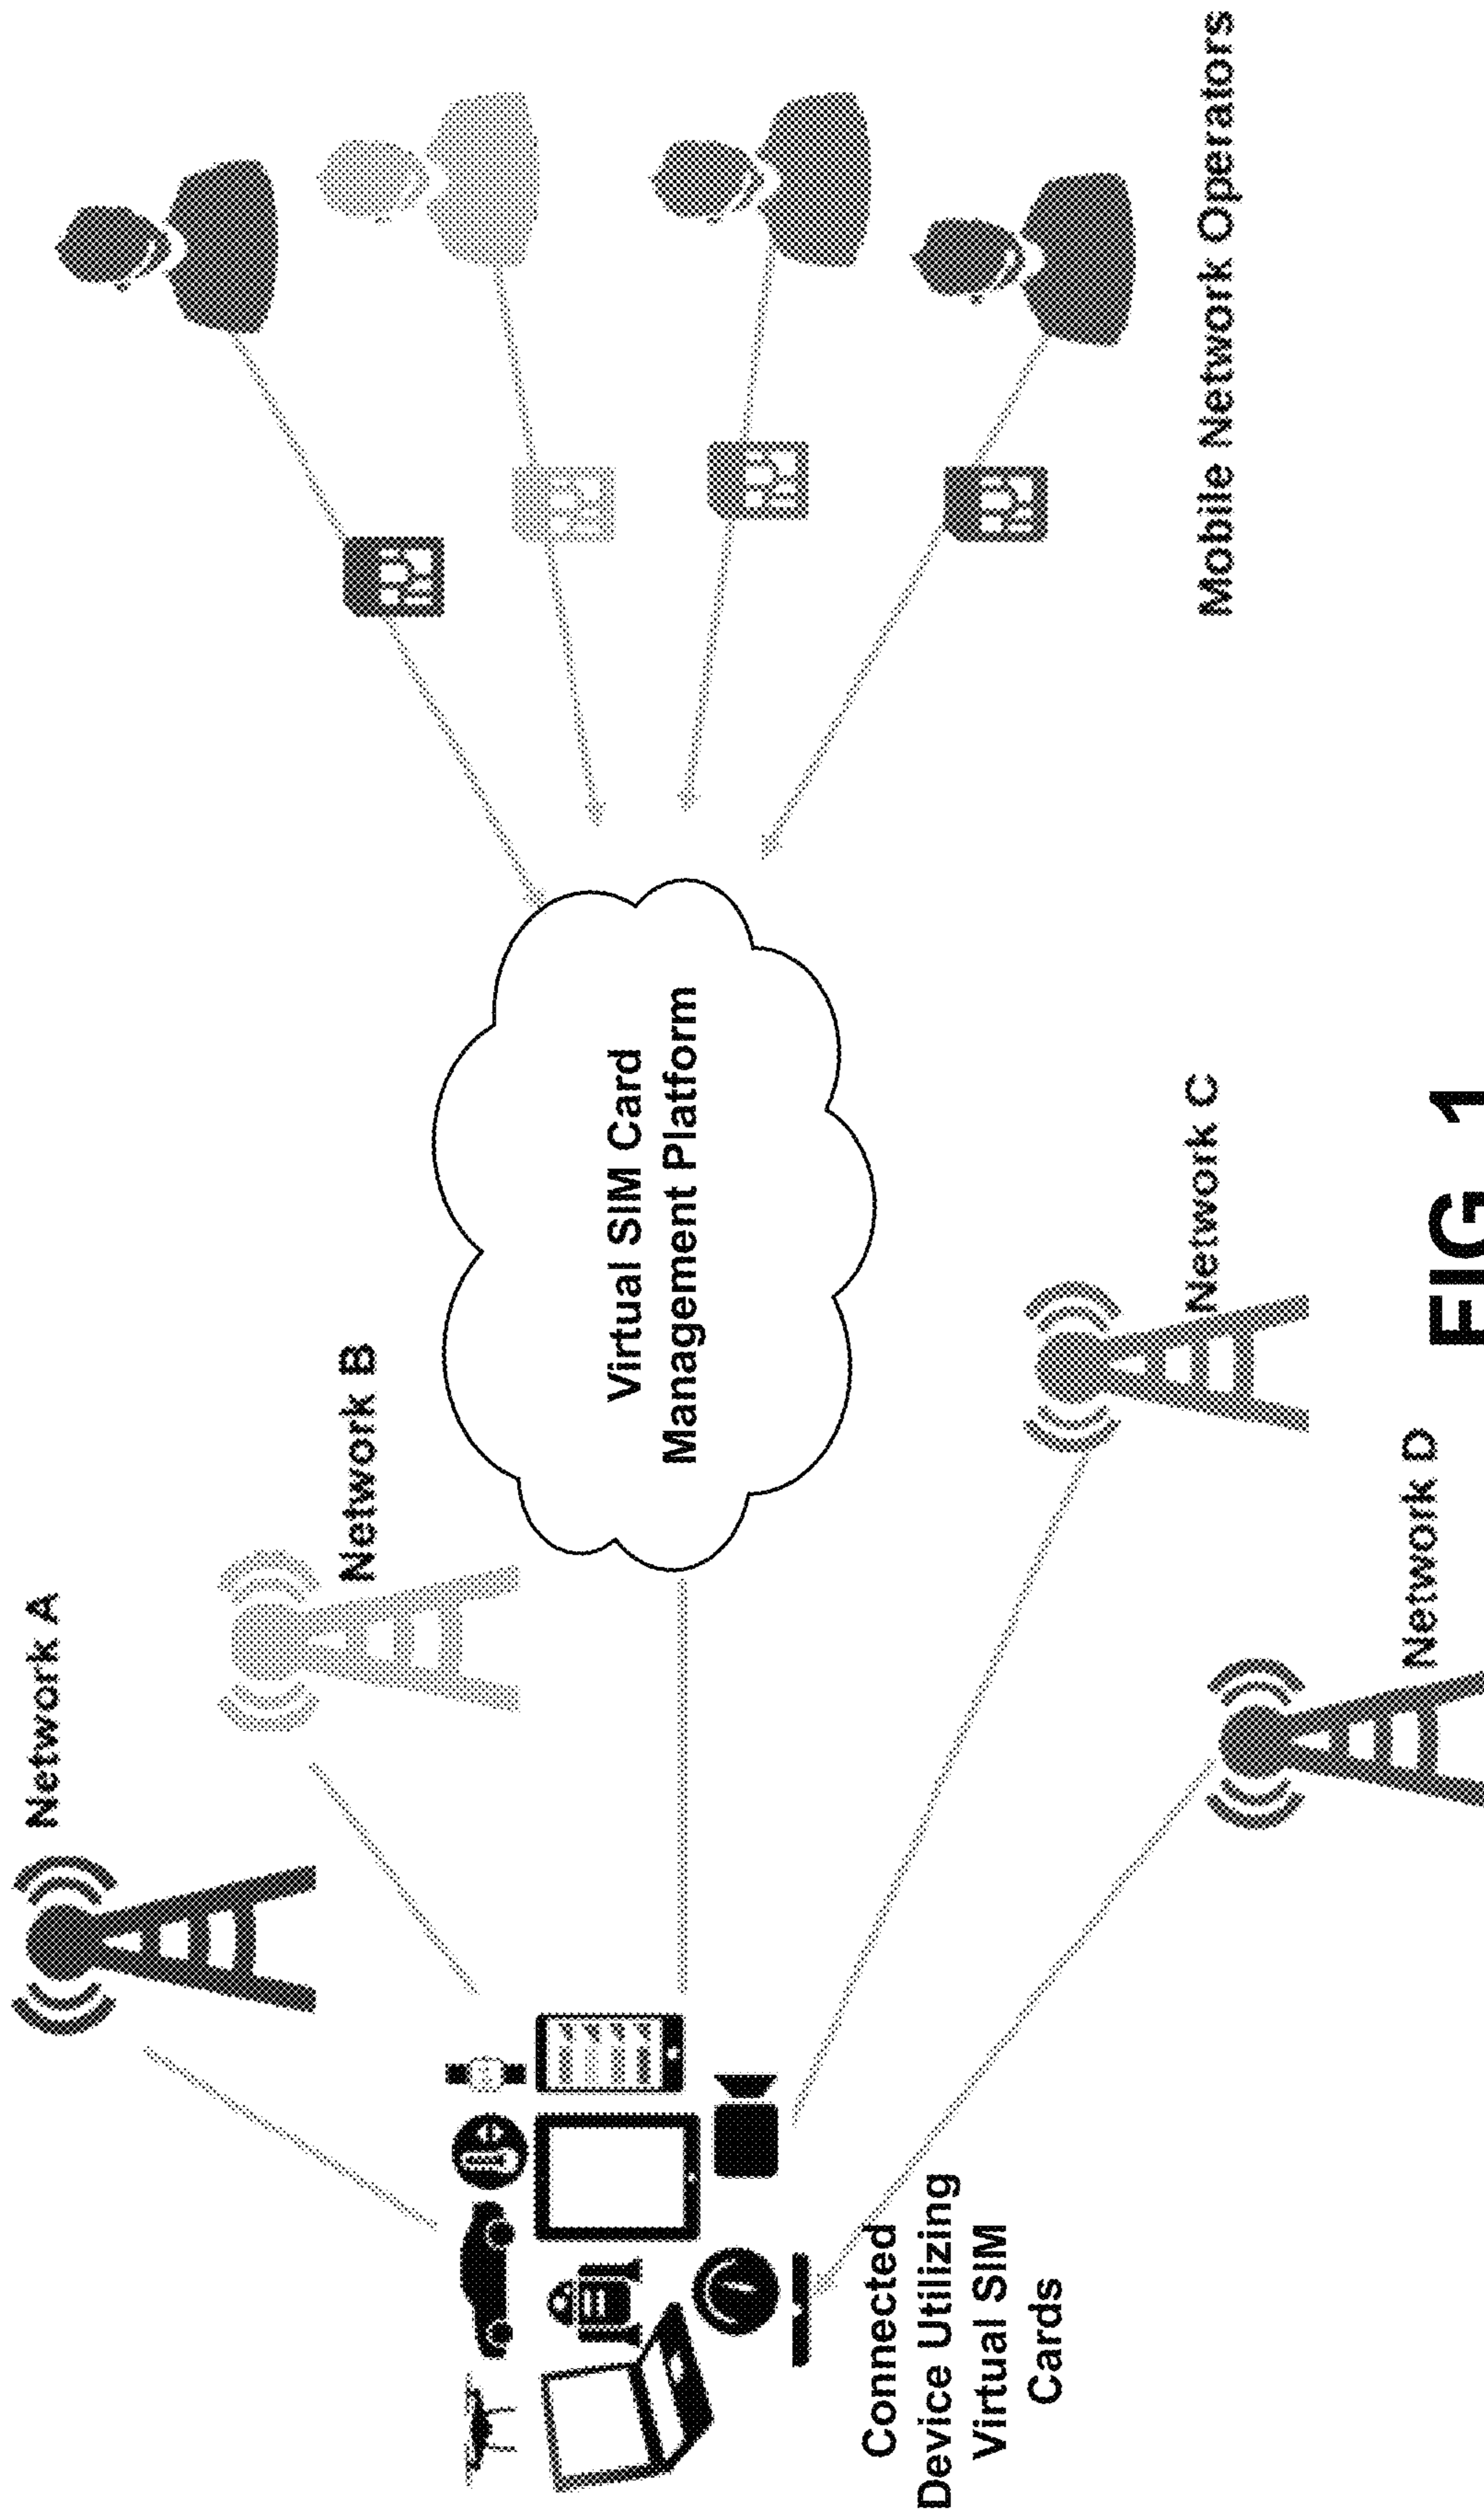 Network A
Network B
Virtual SIM Card
Management Platform
Mobile Network Operators
Connected
Device Utilizing
Virtual SIM
Cards
Network C
Network D
FIG 1